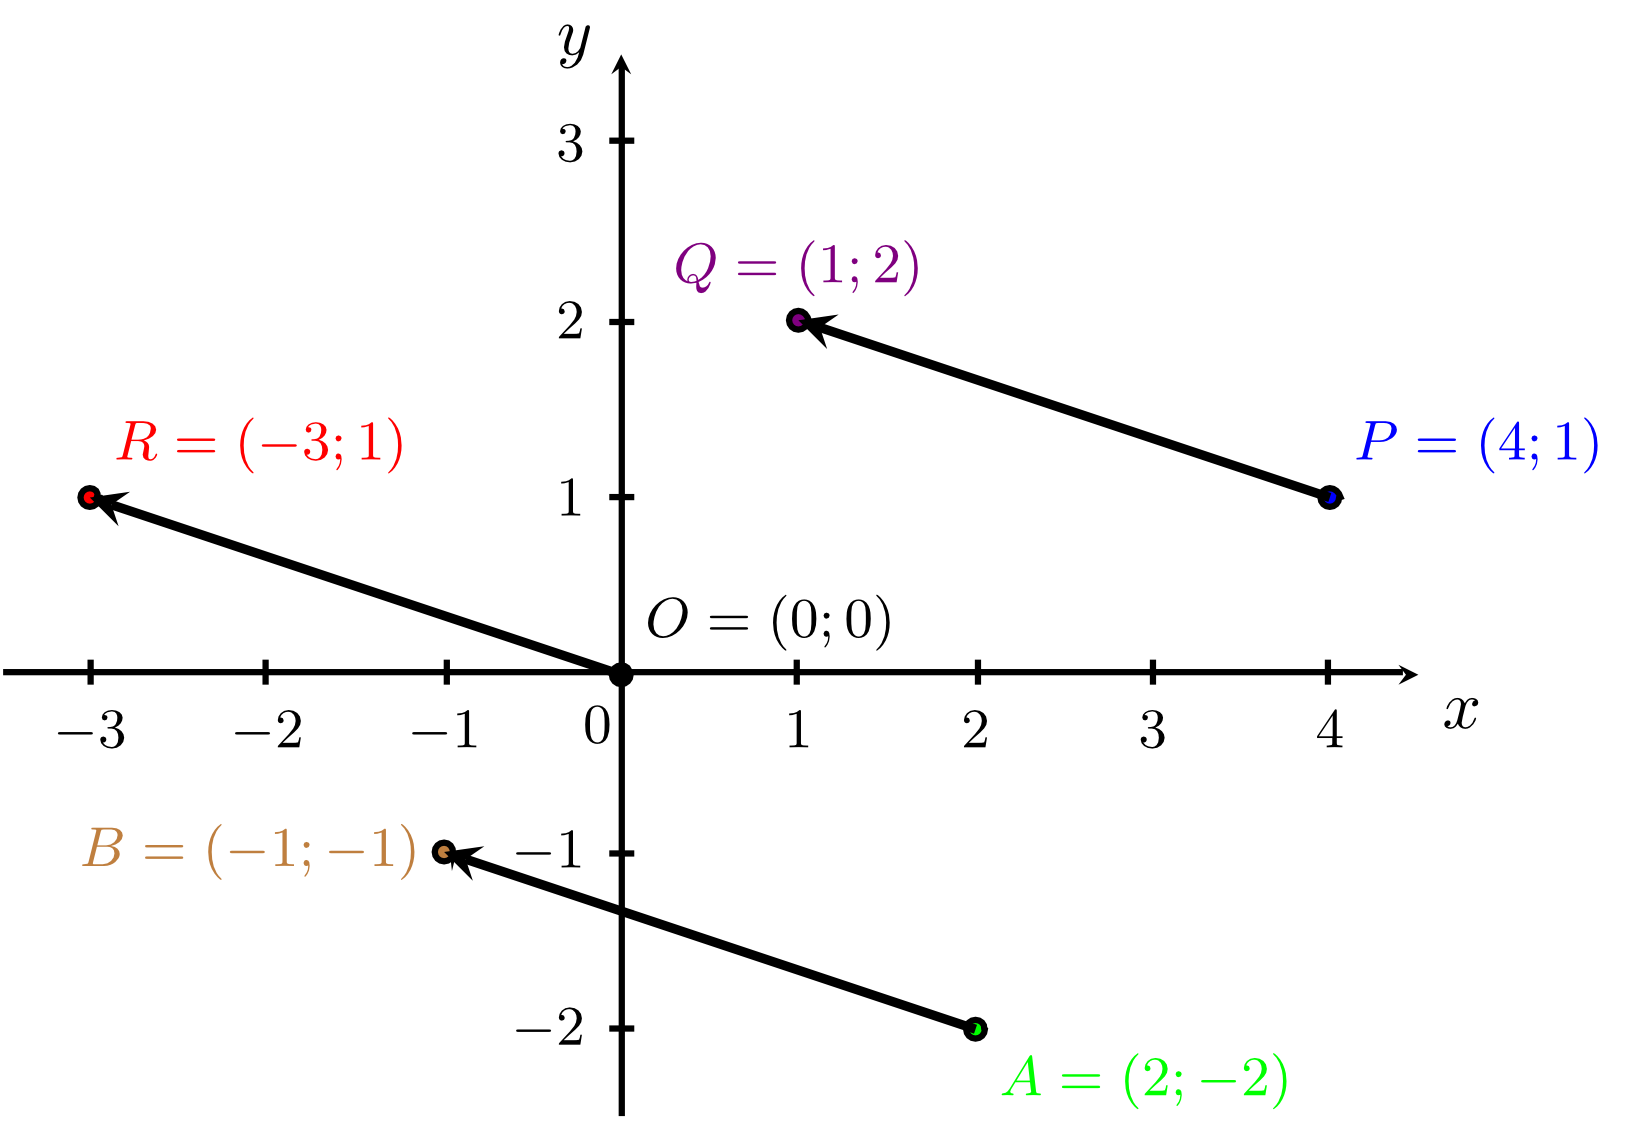 y
3
Q = (1; 2)
2
R = (−3; 1)
P = (4; 1)
1
O = (0; 0)
−3 −2 −1 0 1 2 3 4 x
B = (−1; −1)
−1
−2
A = (2; −2)